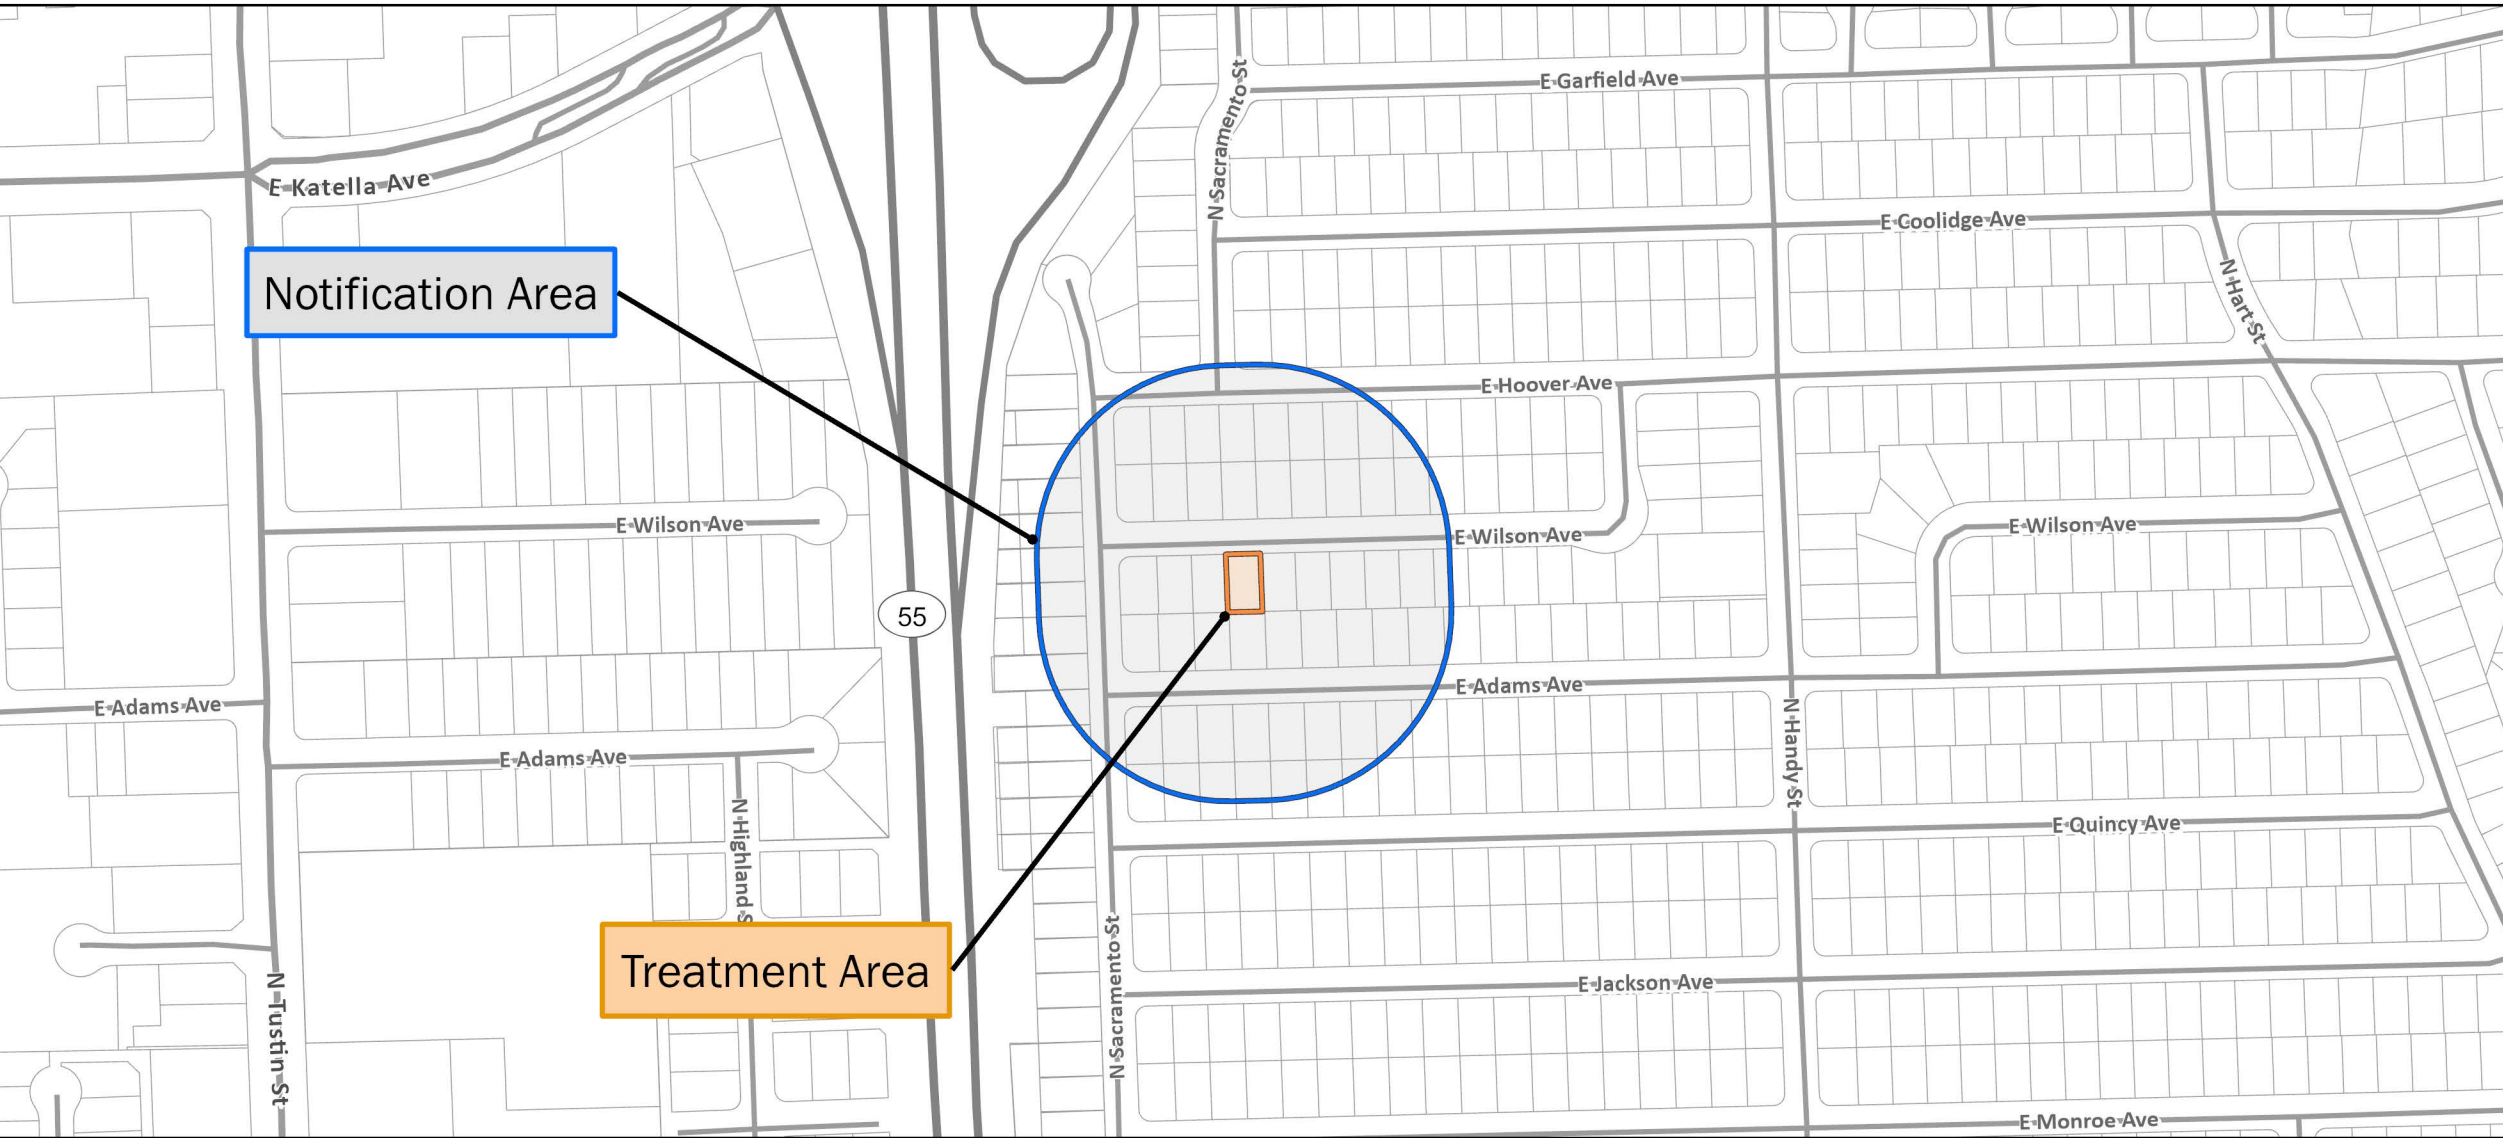 E Garfield Ave
N Sacramento St
E Katella Ave
E Coolidge Ave
N Hart St
Notification Area
E Hoover Ave
E Wilson Ave
E Wilson Ave
E Wilson Ave
55
E Adams Ave
E Adams Ave
E Adams Ave
N Handy St
N Highland S
E Quincy Ave
Treatment Area
N Sacramento St
E Jackson Ave
N Tustin St
E Monroe Ave